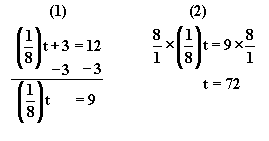 (1)
(1/8)t + 3 = 12
−3 −3
(1/8)t = 9
(2)
8/1 × (1/8)t = 9 × 8/1
t = 72